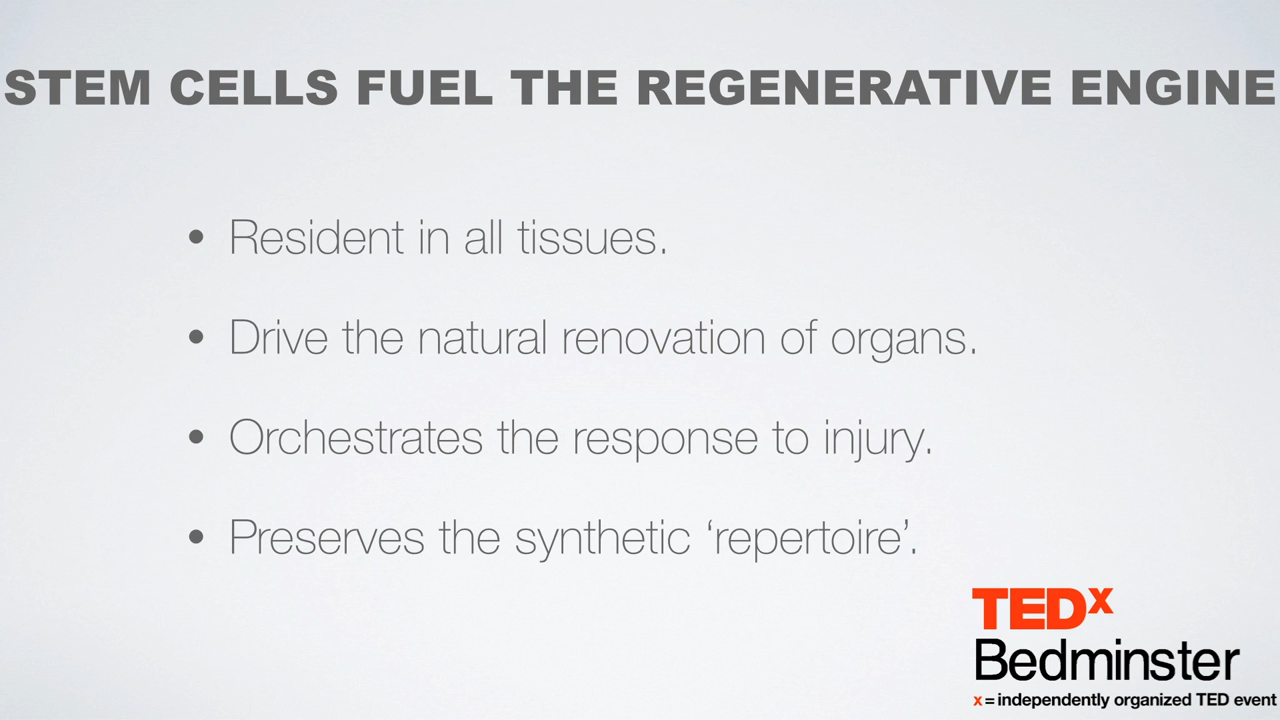 STEM CELLS FUEL THE REGENERATIVE ENGINE
• Resident in all tissues.
• Drive the natural renovation of organs.
• Orchestrates the response to injury.
• Preserves the synthetic ‘repertoire’.
TEDx
Bedminster
x = independently organized TED event